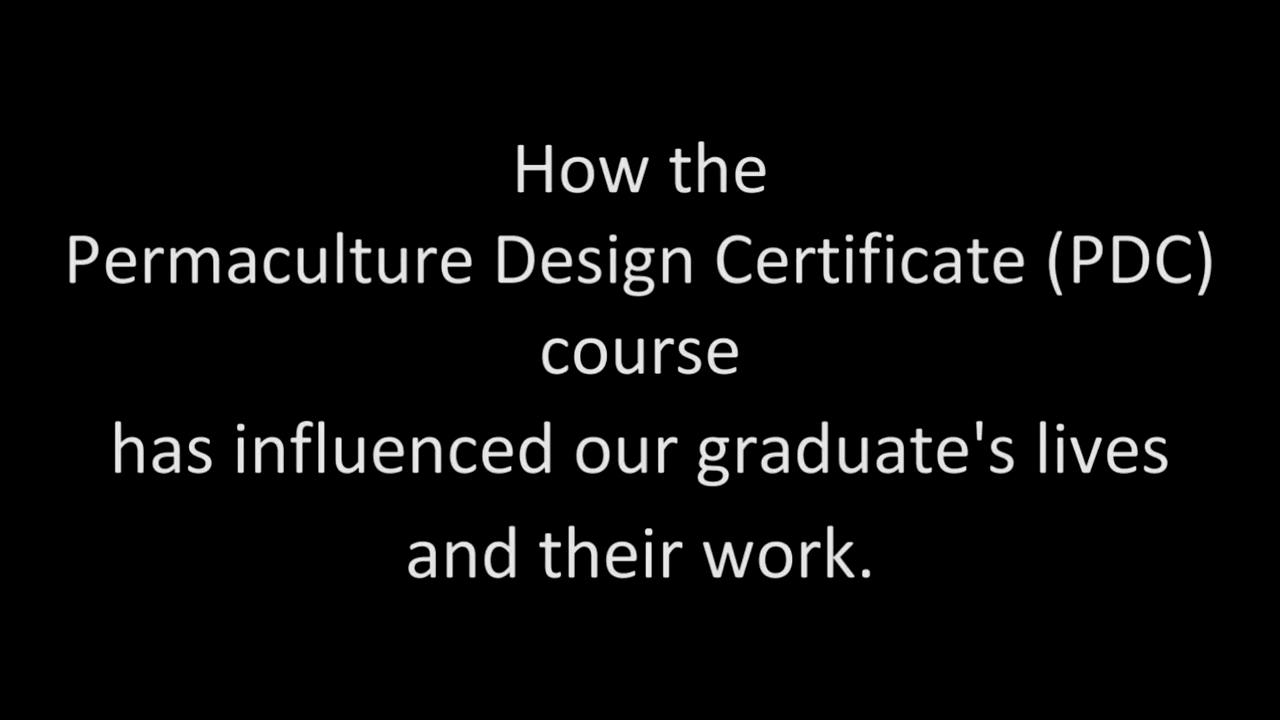 How the
Permaculture Design Certificate (PDC)
course
has influenced our graduate's lives
and their work.